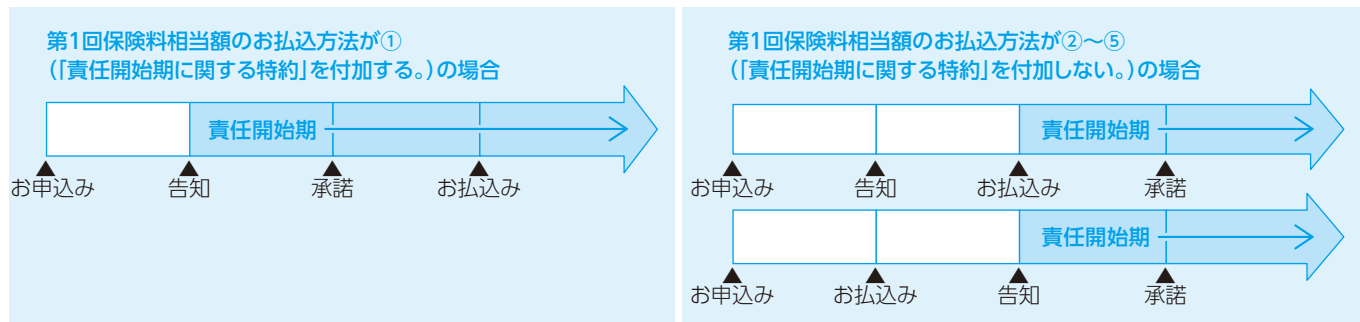 第1回保険料相当額のお払込方法が①
(「責任開始期に関する特約」を付加する。)の場合
責任開始期
お申込み 告知 承諾 お払込み
第1回保険料相当額のお払込方法が②～⑤
(「責任開始期に関する特約」を付加しない。)の場合
責任開始期
お申込み 告知 お払込み 承諾
責任開始期
お申込み お払込み 告知 承諾